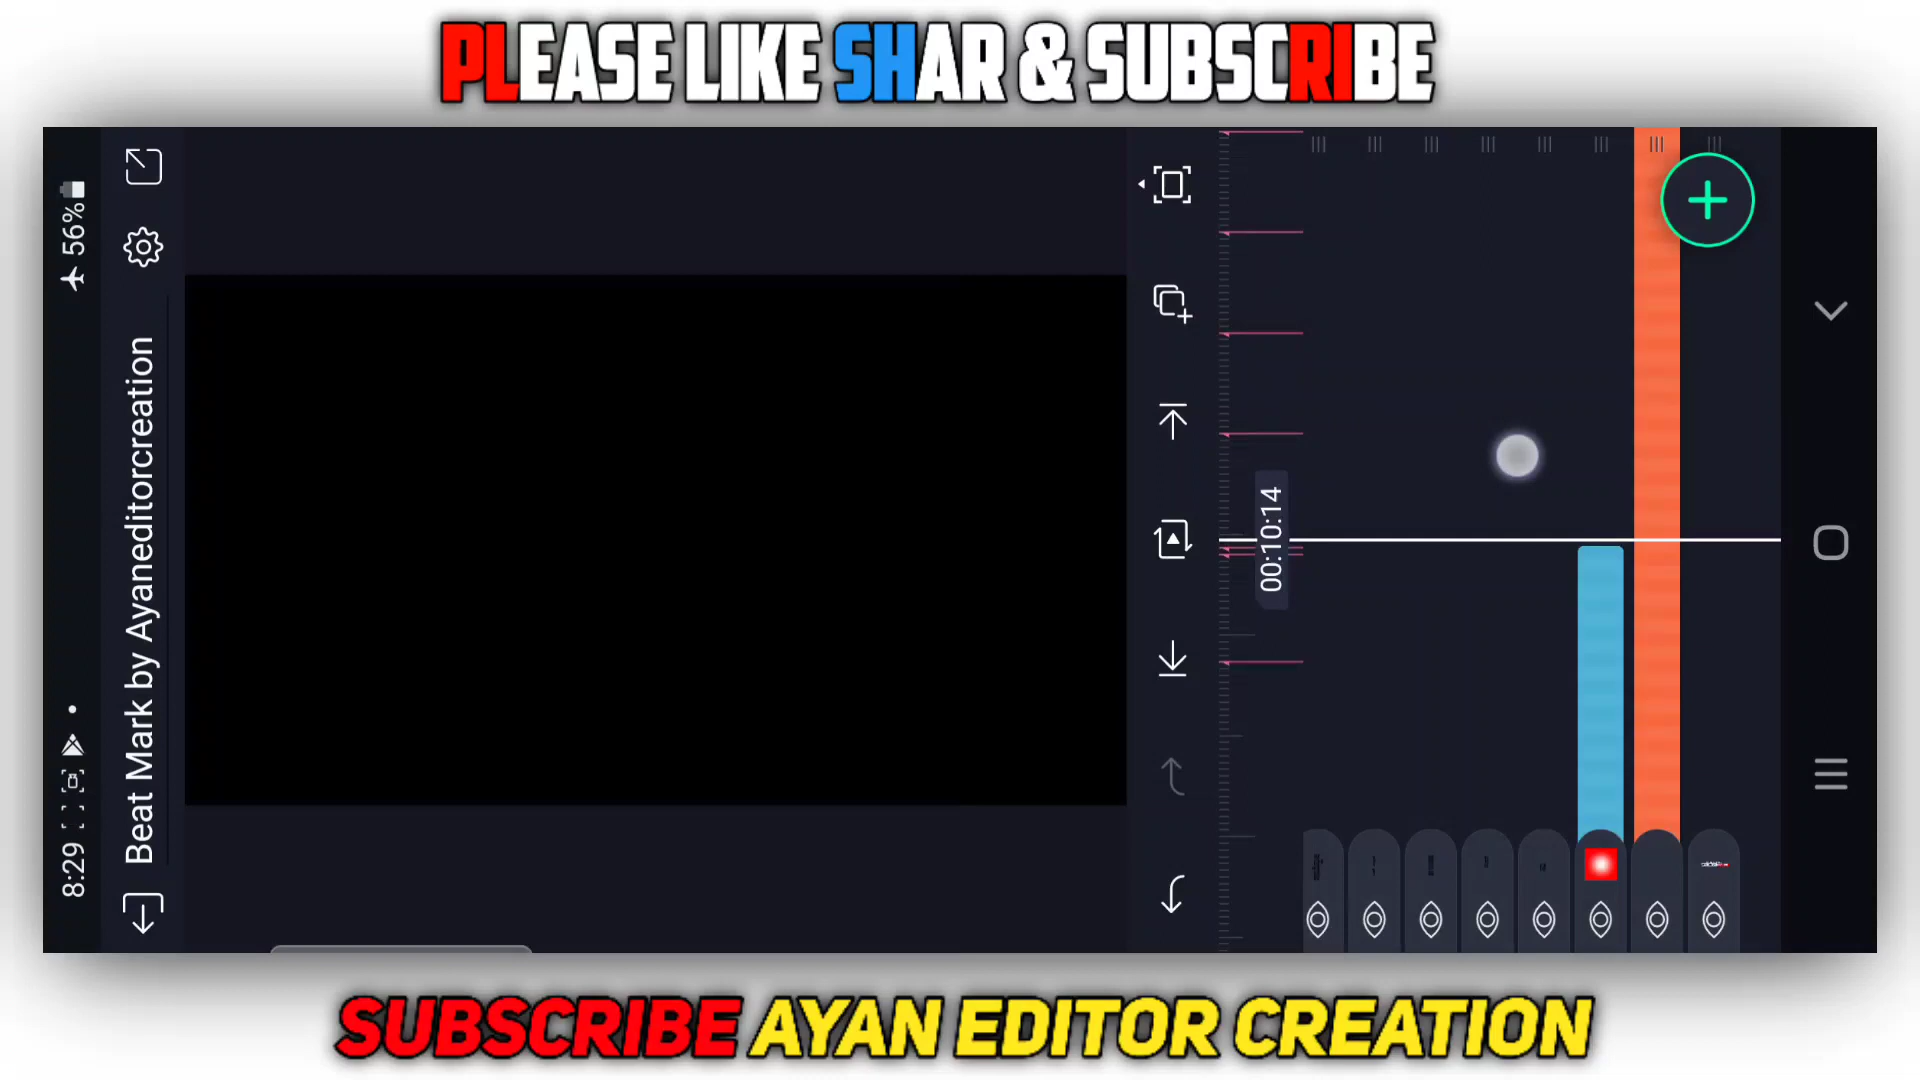 PLEASE LIKE SHAR & SUBSCRIBE
8:29
56%
Beat Mark by Ayaneditorcreation
00:10:14
SUBSCRIBE AYAN EDITOR CREATION